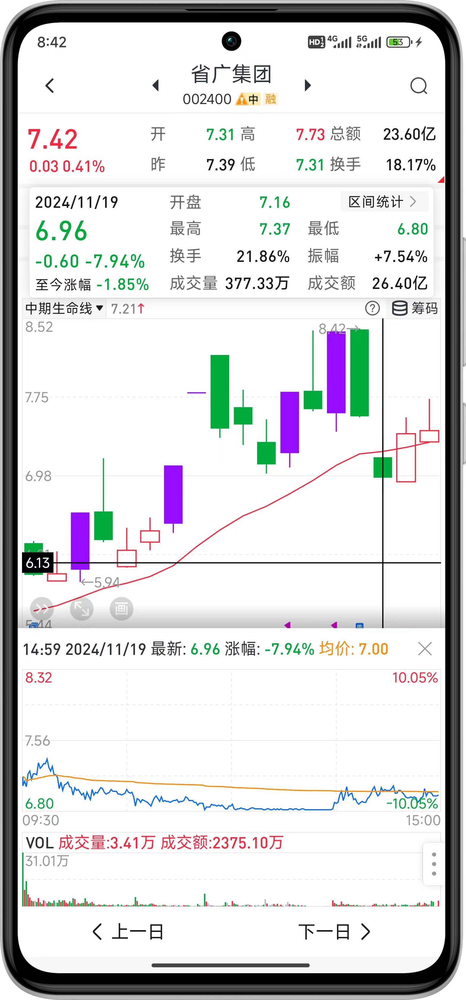 8:42 HD 1 2 4G 5G 53
省广集团
002400 中 融
7.42 开 7.31 高 7.73 总额 23.60亿
0.03 0.41% 昨 7.39 低 7.31 换手 18.17%
2024/11/19 开盘 7.16 区间统计
6.96 最高 7.37 最低 6.80
-0.60 -7.94% 换手 21.86% 振幅 +7.54%
至今涨幅 -1.85% 成交量 377.33万 成交额 26.40亿
中期生命线 7.21↑ ? 筹码
8.52
8.42→
7.75
6.98
6.13
←5.94
画
5.44
14:59 2024/11/19 最新: 6.96 涨幅: -7.94% 均价: 7.00
8.32 10.05%
7.56
6.80 -10.05%
09:30 15:00
VOL 成交量:3.41万 成交额:2375.10万
31.01万
上一日 下一日